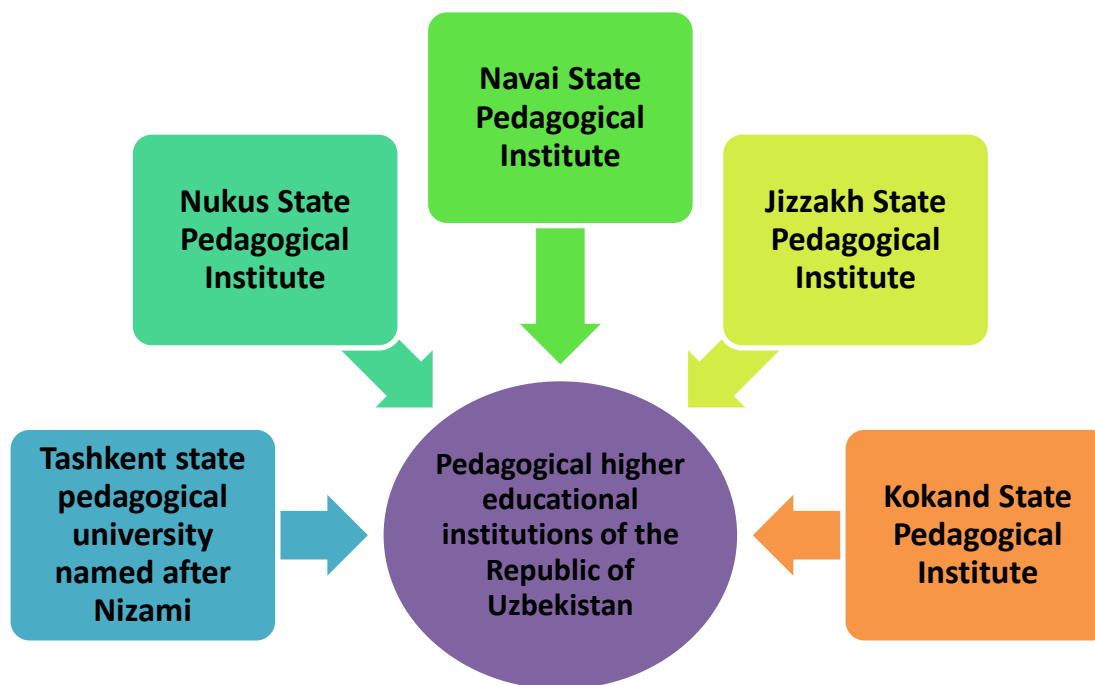 Navai State
Pedagogical
Institute
Nukus State
Pedagogical
Institute
Jizzakh State
Pedagogical
Institute
Tashkent state
pedagogical
university
named after
Nizami
Pedagogical higher
educational
institutions of the
Republic of
Uzbekistan
Kokand State
Pedagogical
Institute